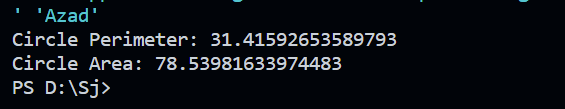 ' 'Azad'
Circle Perimeter: 31.41592653589793
Circle Area: 78.53981633974483
PS D:\Sj>